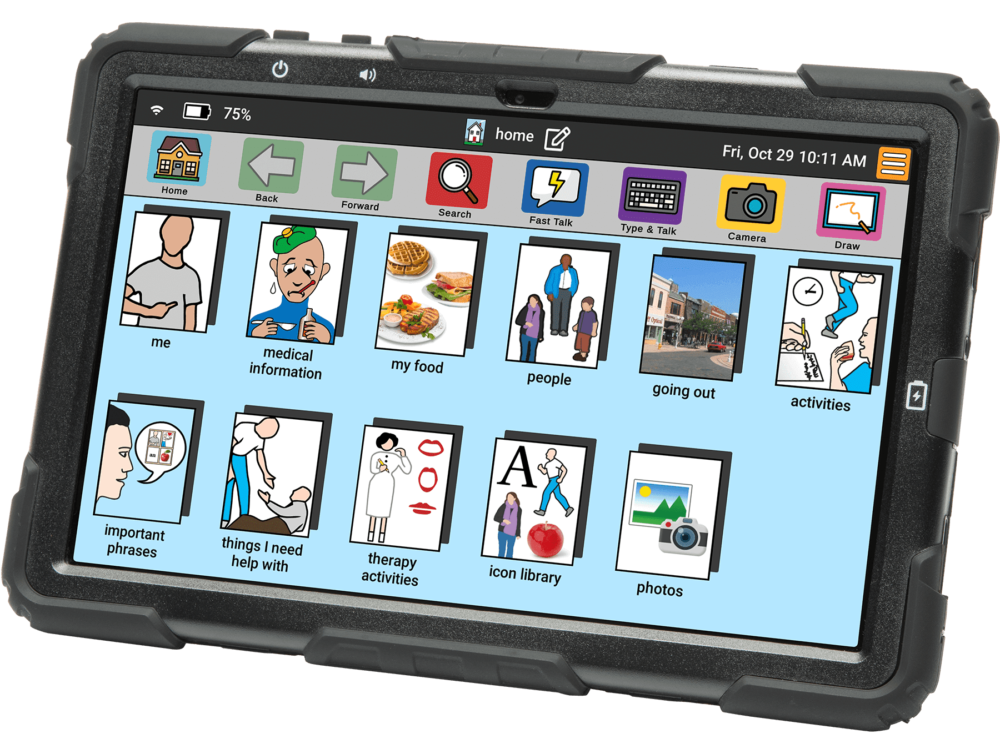 75%
home
Fri, Oct 29 10:11 AM
Home
Back
Forward
Search
Fast Talk
Type & Talk
Camera
Draw
me
medical
information
my food
people
going out
activities
Optical
an
important
phrases
things I need
help with
therapy
activities
A
icon library
photos